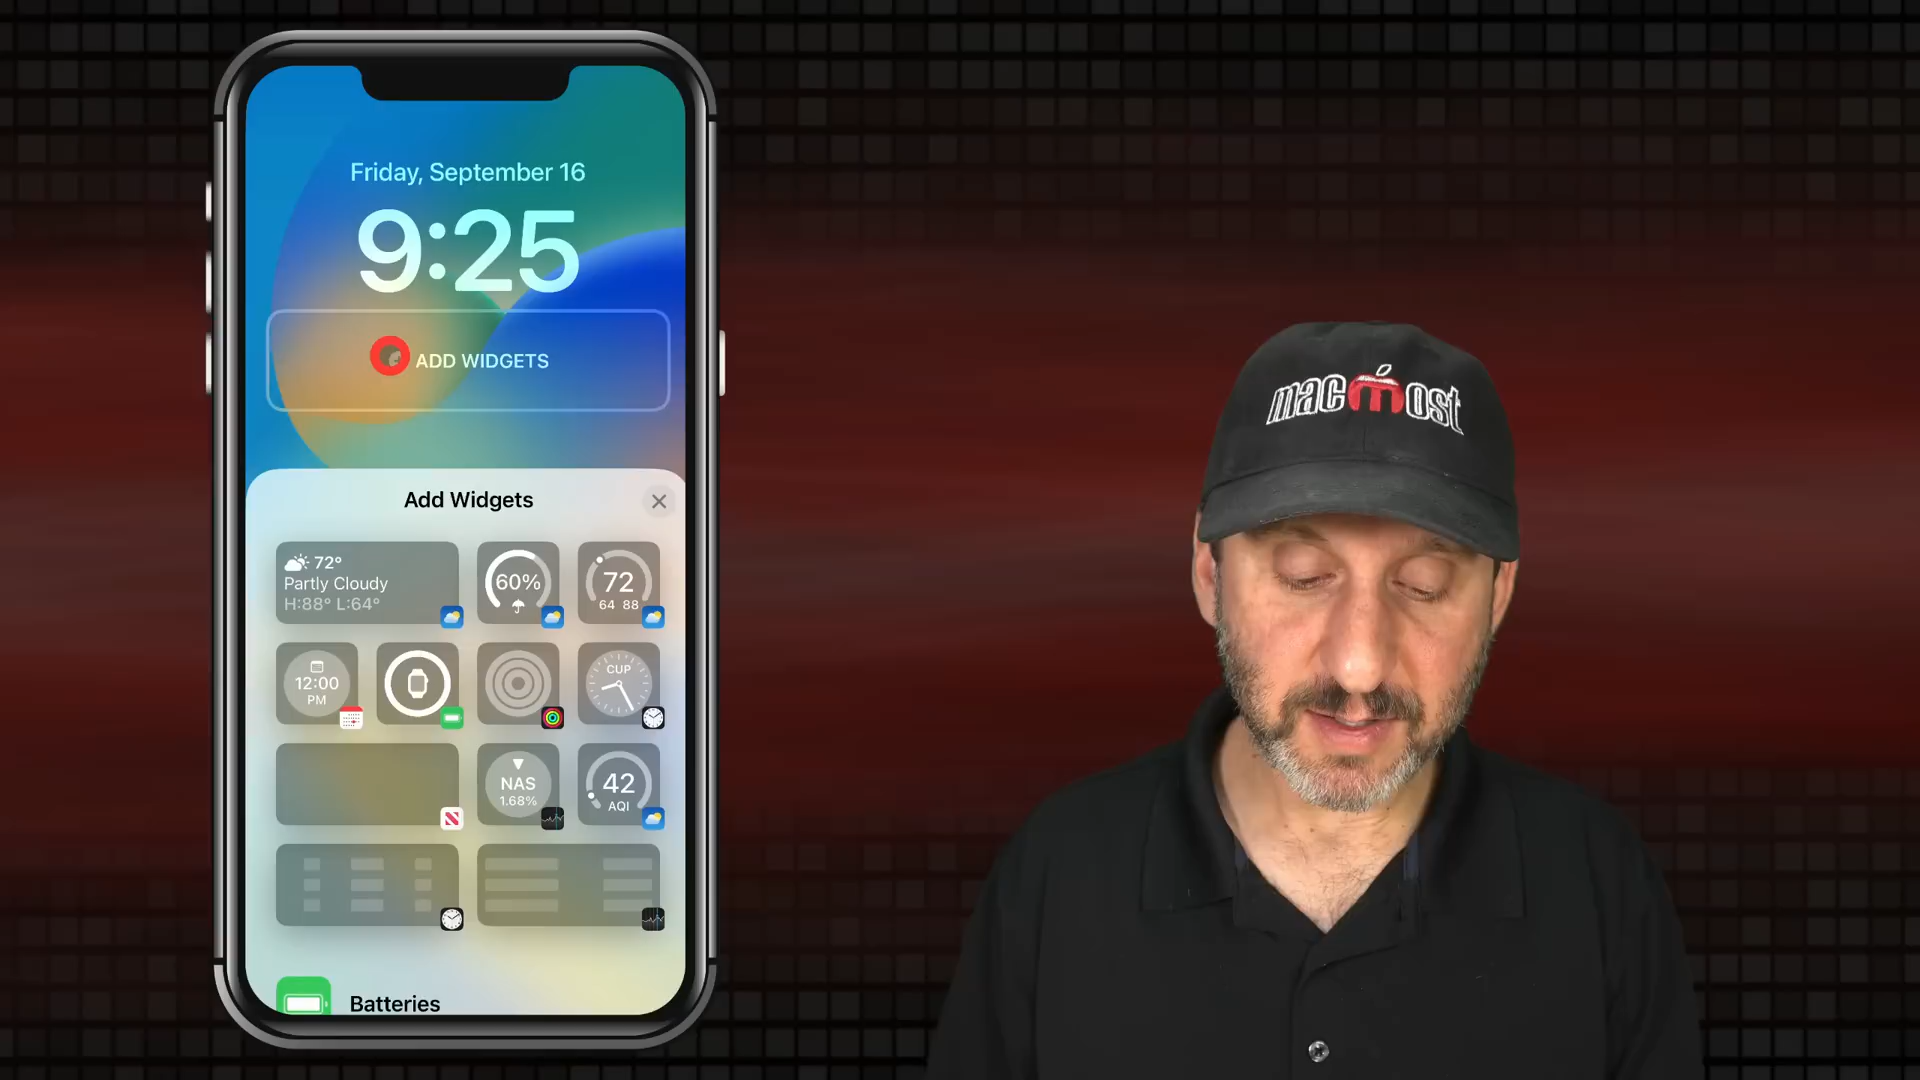 Friday, September 16
9:25
ADD WIDGETS
Add Widgets
72°
Partly Cloudy
H:88° L:64°
60%
72
64 88
12:00
PM
CUP
NAS
1.68%
42
AQI
Batteries
macmost